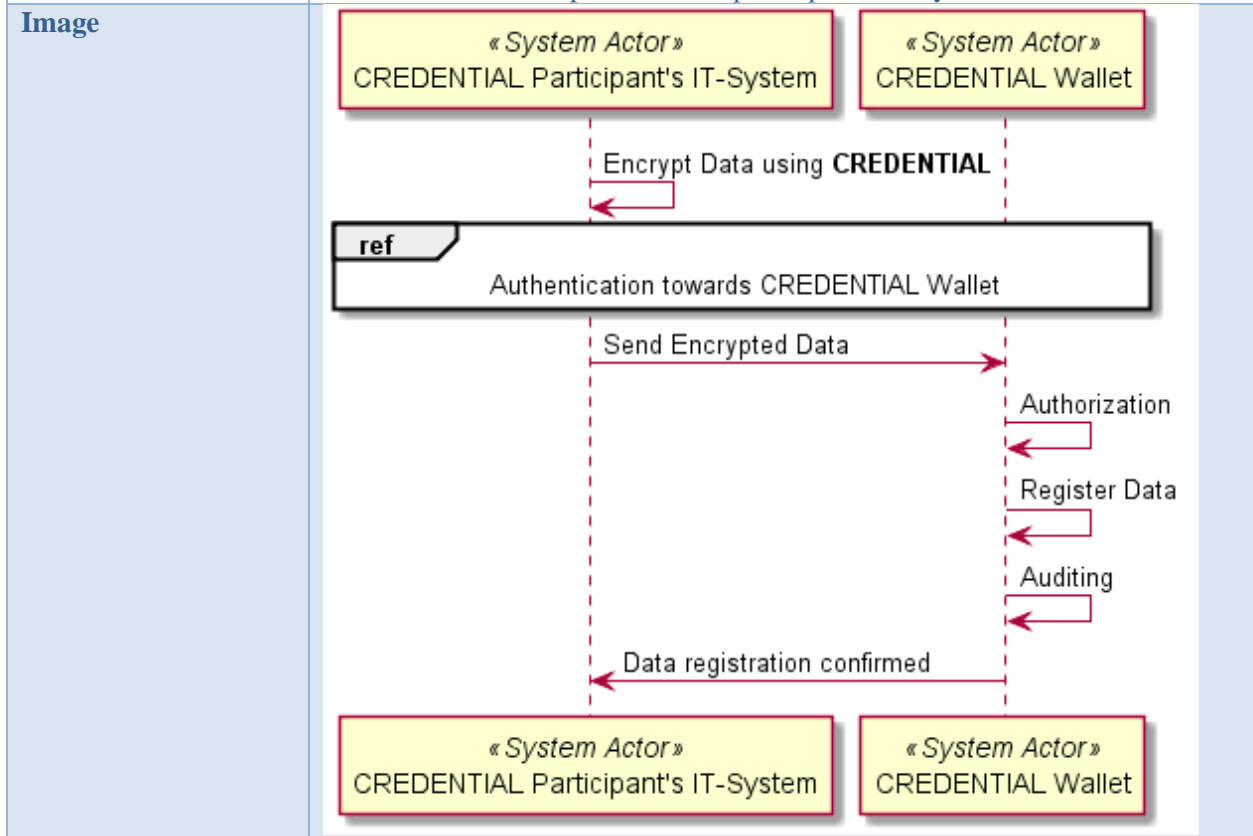 Image
«System Actor»
CREDENTIAL Participant's IT-System
«System Actor»
CREDENTIAL Wallet
Encrypt Data using CREDENTIAL
ref
Authentication towards CREDENTIAL Wallet
Send Encrypted Data
Authorization
Register Data
Auditing
Data registration confirmed
«System Actor»
CREDENTIAL Participant's IT-System
«System Actor»
CREDENTIAL Wallet